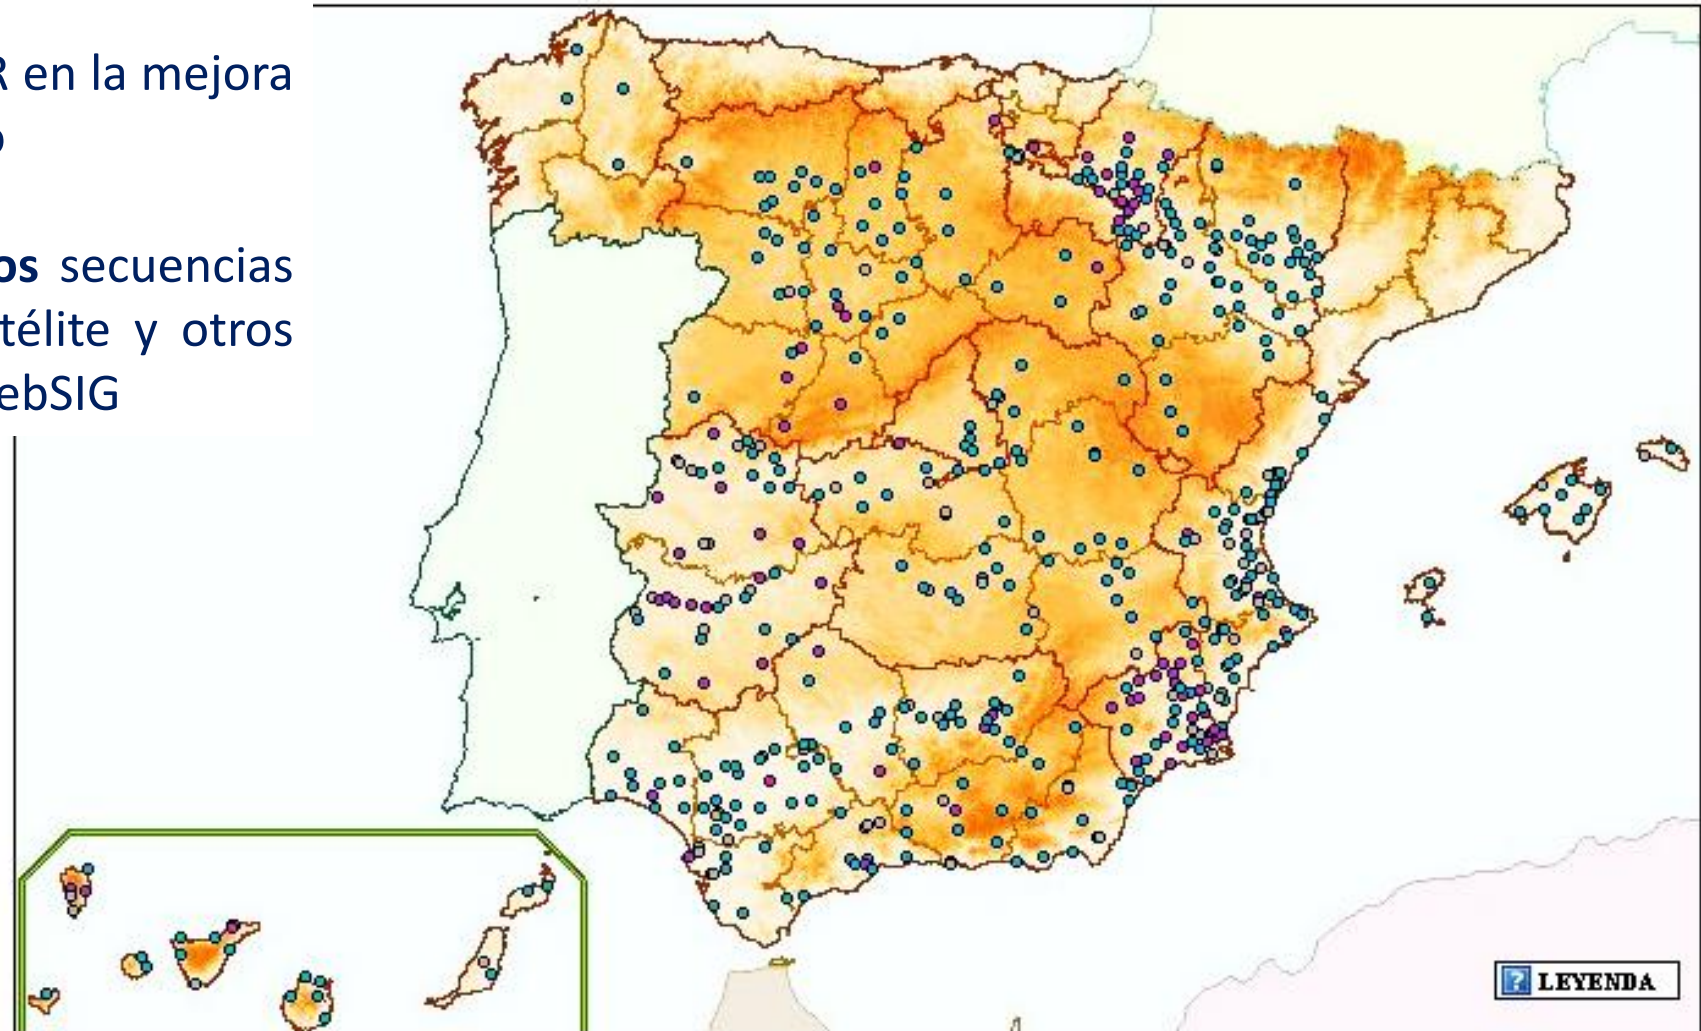 R en la mejora
o
os secuencias
télite y otros
ebSIG
? LEYENDA